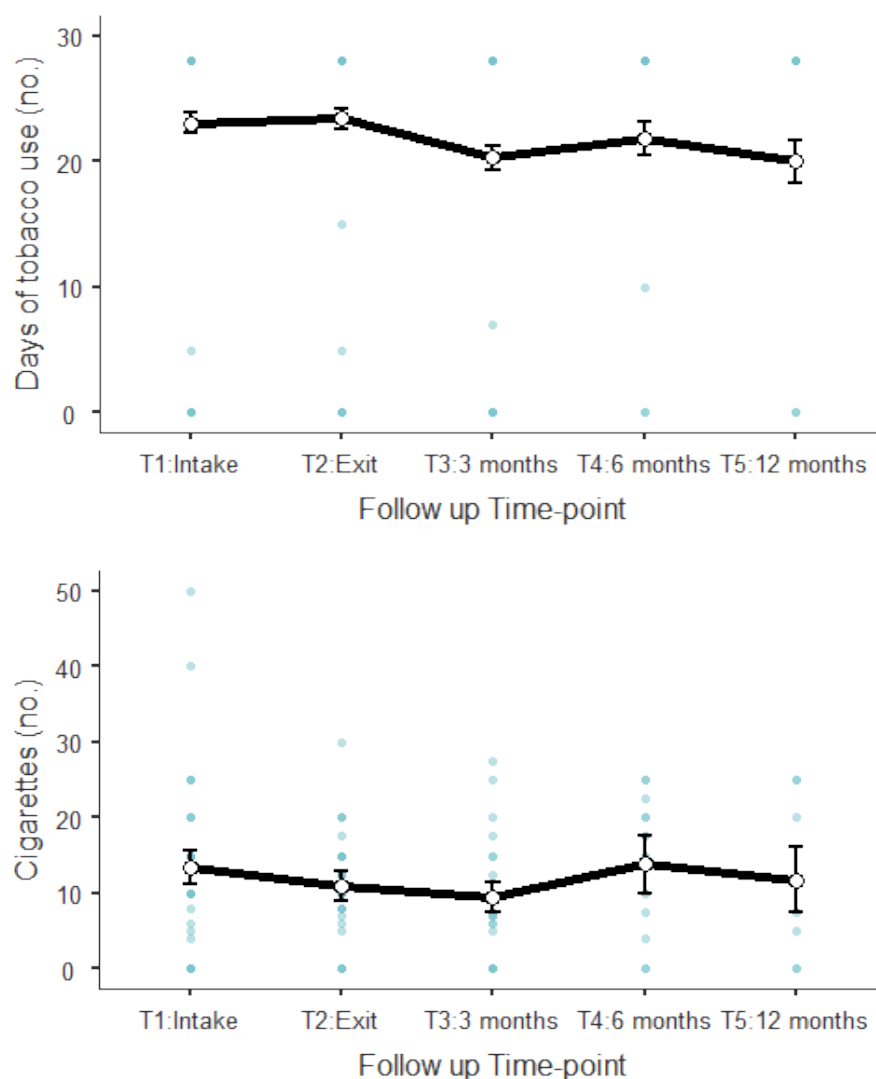 Days of tobacco use (no.)
30
20
10
0
T1:Intake T2:Exit T3:3 months T4:6 months T5:12 months
Follow up Time-point
Cigarettes (no.)
50
40
30
20
10
0
T1:Intake T2:Exit T3:3 months T4:6 months T5:12 months
Follow up Time-point